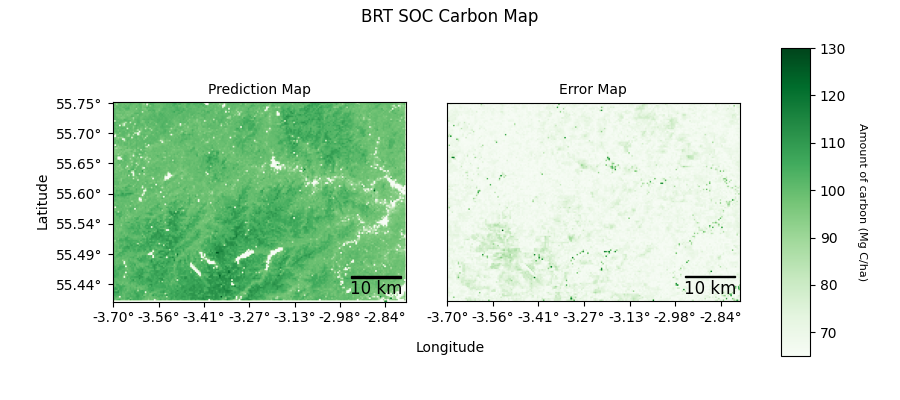 BRT SOC Carbon Map
Prediction Map
Error Map
55.75°
55.70°
55.65°
55.60°
55.54°
55.49°
55.44°
Latitude
10 km
10 km
-3.70° -3.56° -3.41° -3.27° -3.13° -2.98° -2.84°
-3.70° -3.56° -3.41° -3.27° -3.13° -2.98° -2.84°
Longitude
130
120
110
100
90
80
70
Amount of carbon (Mg C/ha)